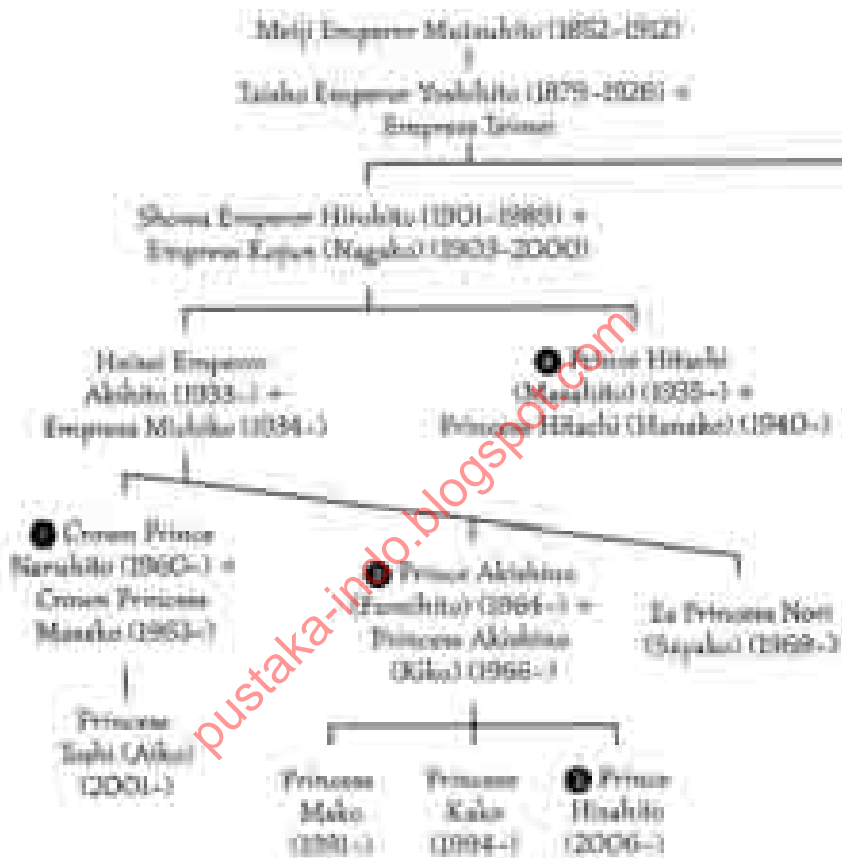 Meiji Emperor Mutsuhito (1852-1912)
Taisho Emperor Yoshihito (1879-1926) +
Empress Teimei
Showa Emperor Hirohito (1901-1989) +
Empress Kojun (Nagako) (1903-2000)
Heisei Emperor
Akihito (1933-) +
Empress Michiko (1934-)
Prince Hitachi
(Masahito) (1935-) +
Princess Hitachi (Hanako) (1940-)
Crown Prince
Naruhito (1960-) +
Crown Princess
Masako (1963-)
Prince Akishino
(Fumihito) (1964-) +
Princess Akishino
(Kiko) (1966-)
Ex Princess Nori
(Sayako) (1969-)
Princess
Toshi (Aiko)
(2001-)
Princess
Mako
(1991-)
Princess
Kako
(1994-)
Prince
Hisahito
(2006-)
pustaka-indo.blogspot.com